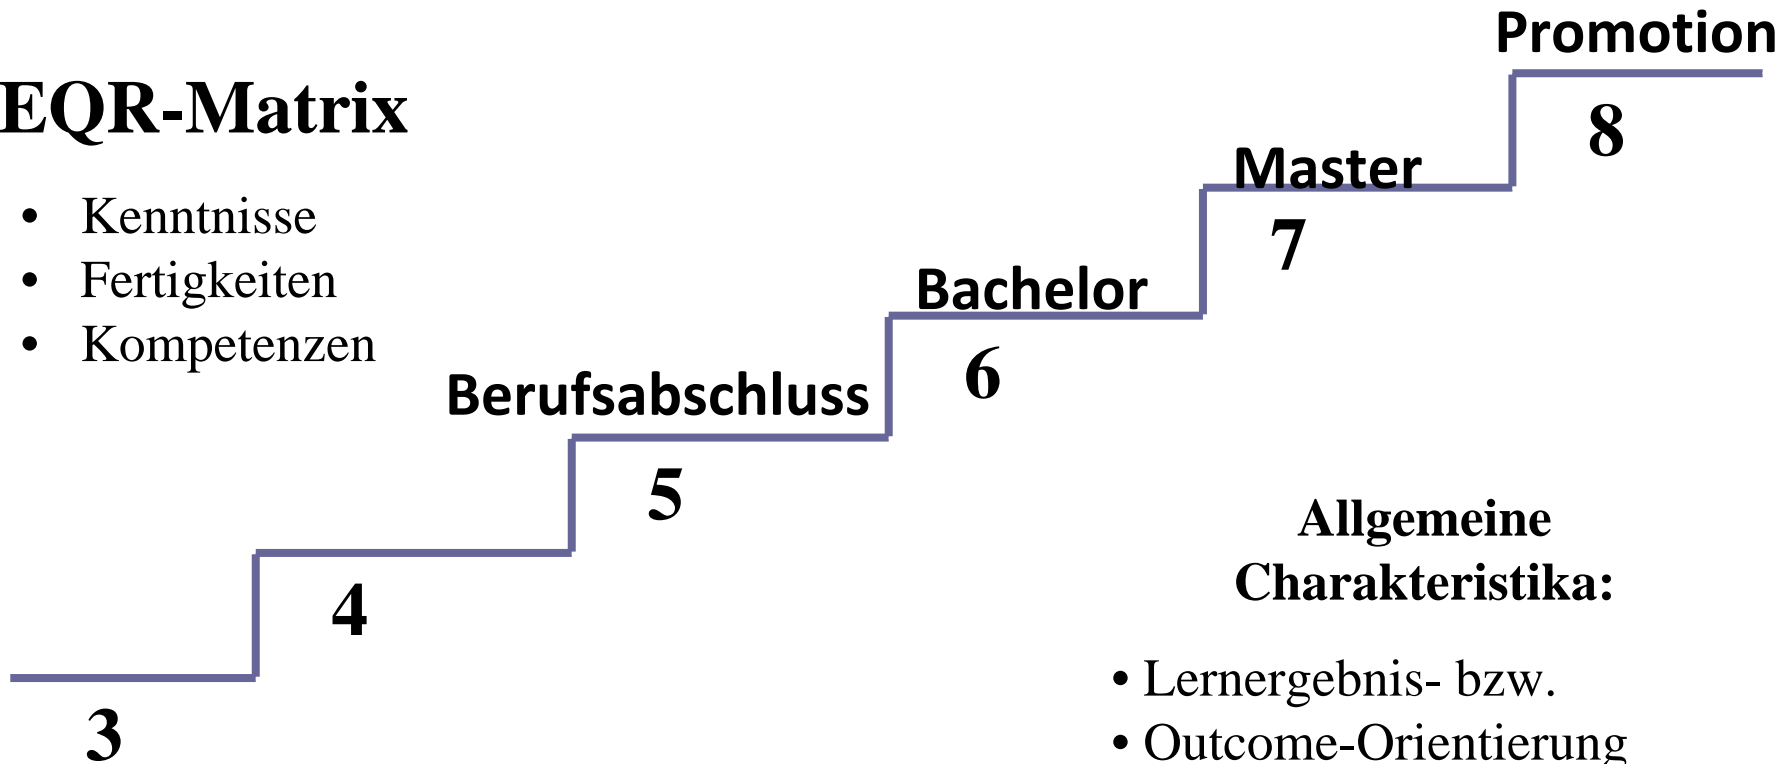 Promotion
EQR-Matrix
8
Master
• Kenntnisse
7
• Fertigkeiten
Bachelor
• Kompetenzen
6
Berufsabschluss
5
Allgemeine
Charakteristika:
4
• Lernergebnis- bzw.
3
• Outcome-Orientierung